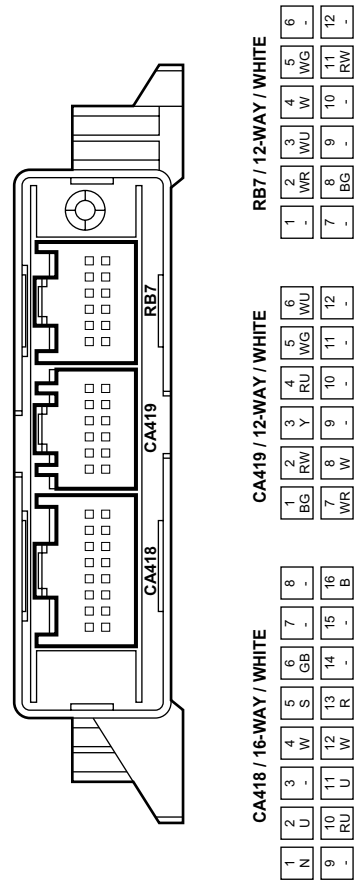 CA418
CA419
RB7
CA418 / 16-WAY / WHITE
1 2 3 4 5 6 7 8
N U - W S GB - -
9 10 11 12 13 14 15 16
- RU U W R - - B
CA419 / 12-WAY / WHITE
1 2 3 4 5 6
BG RW Y RU WG WU
7 8 9 10 11 12
WR W - - - -
RB7 / 12-WAY / WHITE
1 2 3 4 5 6
- WR WU W WG -
7 8 9 10 11 12
- BG - - RW -